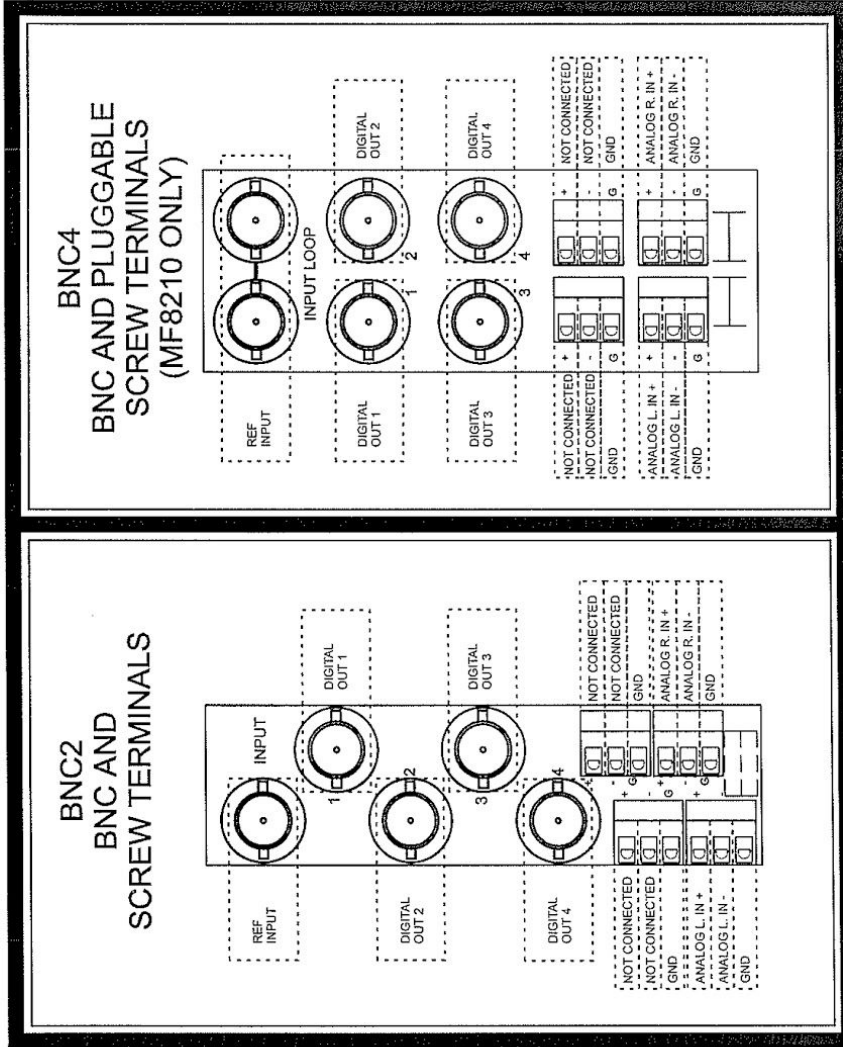 BNC4
BNC AND PLUGGABLE
SCREW TERMINALS
(MF8210 ONLY)
REF
INPUT
INPUT LOOP
DIGITAL
OUT 1
1
2
DIGITAL
OUT 2
DIGITAL
OUT 3
3
4
DIGITAL
OUT 4
NOT CONNECTED + + NOT CONNECTED
NOT CONNECTED - - NOT CONNECTED
GND G G GND
ANALOG L. IN + + + ANALOG R. IN +
ANALOG L. IN - - - ANALOG R. IN -
GND G G GND
BNC2
BNC AND
SCREW TERMINALS
REF
INPUT
INPUT
1
DIGITAL
OUT 1
DIGITAL
OUT 2
2
3
DIGITAL
OUT 3
DIGITAL
OUT 4
4
NOT CONNECTED
NOT CONNECTED
GND
ANALOG R. IN +
ANALOG R. IN -
GND
+
-
G
+
-
G
+
-
G
+
G
NOT CONNECTED
NOT CONNECTED
GND
ANALOG L. IN +
ANALOG L. IN -
GND